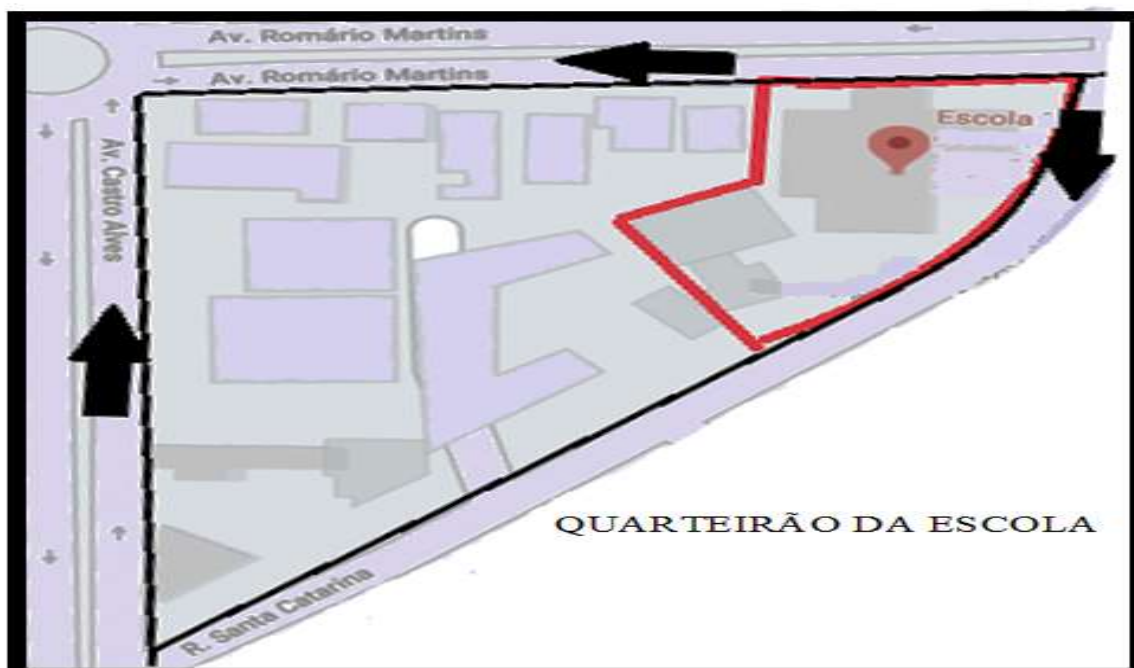 Av. Romário Martins
Av. Romário Martins
Escola
Av. Castro Alves
QUARTEIRÃO DA ESCOLA
R. Santa Catarina